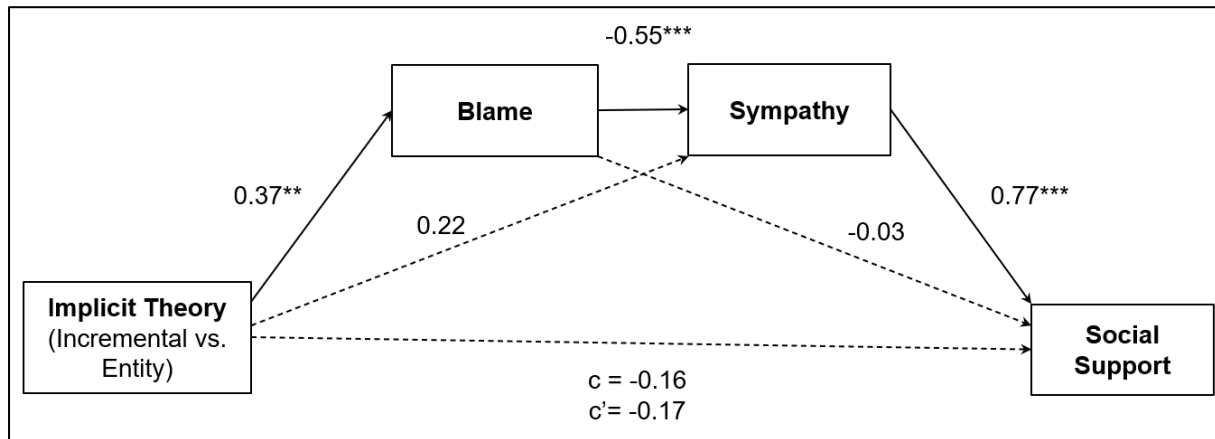 -0.55***
Blame
Sympathy
0.37**
0.22
-0.03
0.77***
Implicit Theory
(Incremental vs.
Entity)
Social
Support
c = -0.16
c’= -0.17